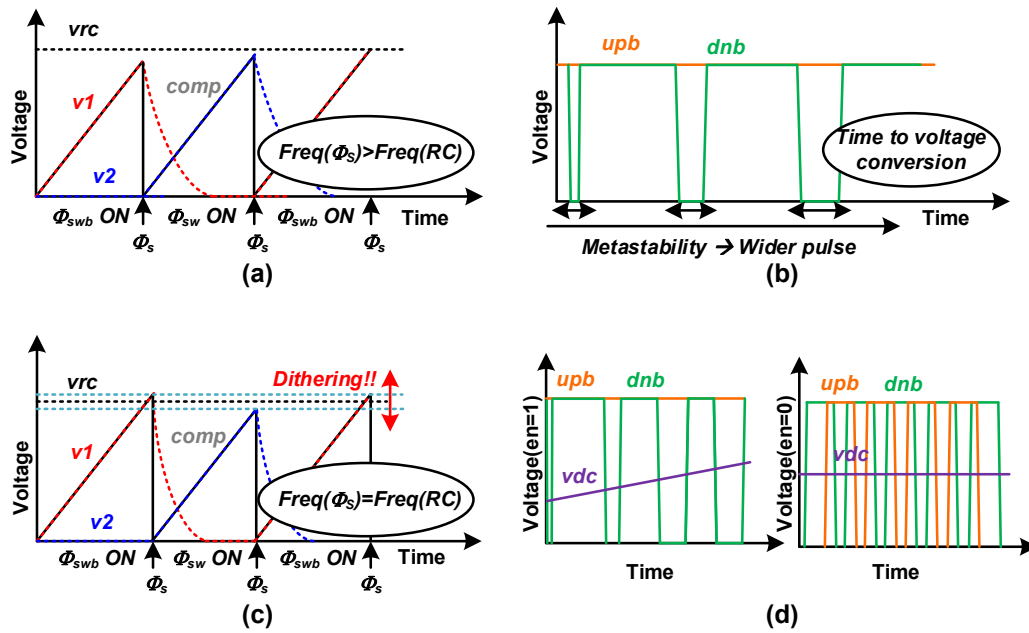 vrc
v1
comp
v2
Voltage
Freq(Φs)>Freq(RC)
Φswb ON
Φsw ON
Φswb ON
Time
Φs
Φs
Φs
(a)
upb
dnb
Voltage
Time to voltage
conversion
Time
Metastability → Wider pulse
(b)
vrc
Dithering!!
v1
comp
v2
Voltage
Freq(Φs)=Freq(RC)
Φswb ON
Φsw ON
Φswb ON
Time
Φs
Φs
Φs
(c)
upb
dnb
vdc
Voltage(en=1)
Time
upb
dnb
vdc
Voltage(en=0)
Time
(d)